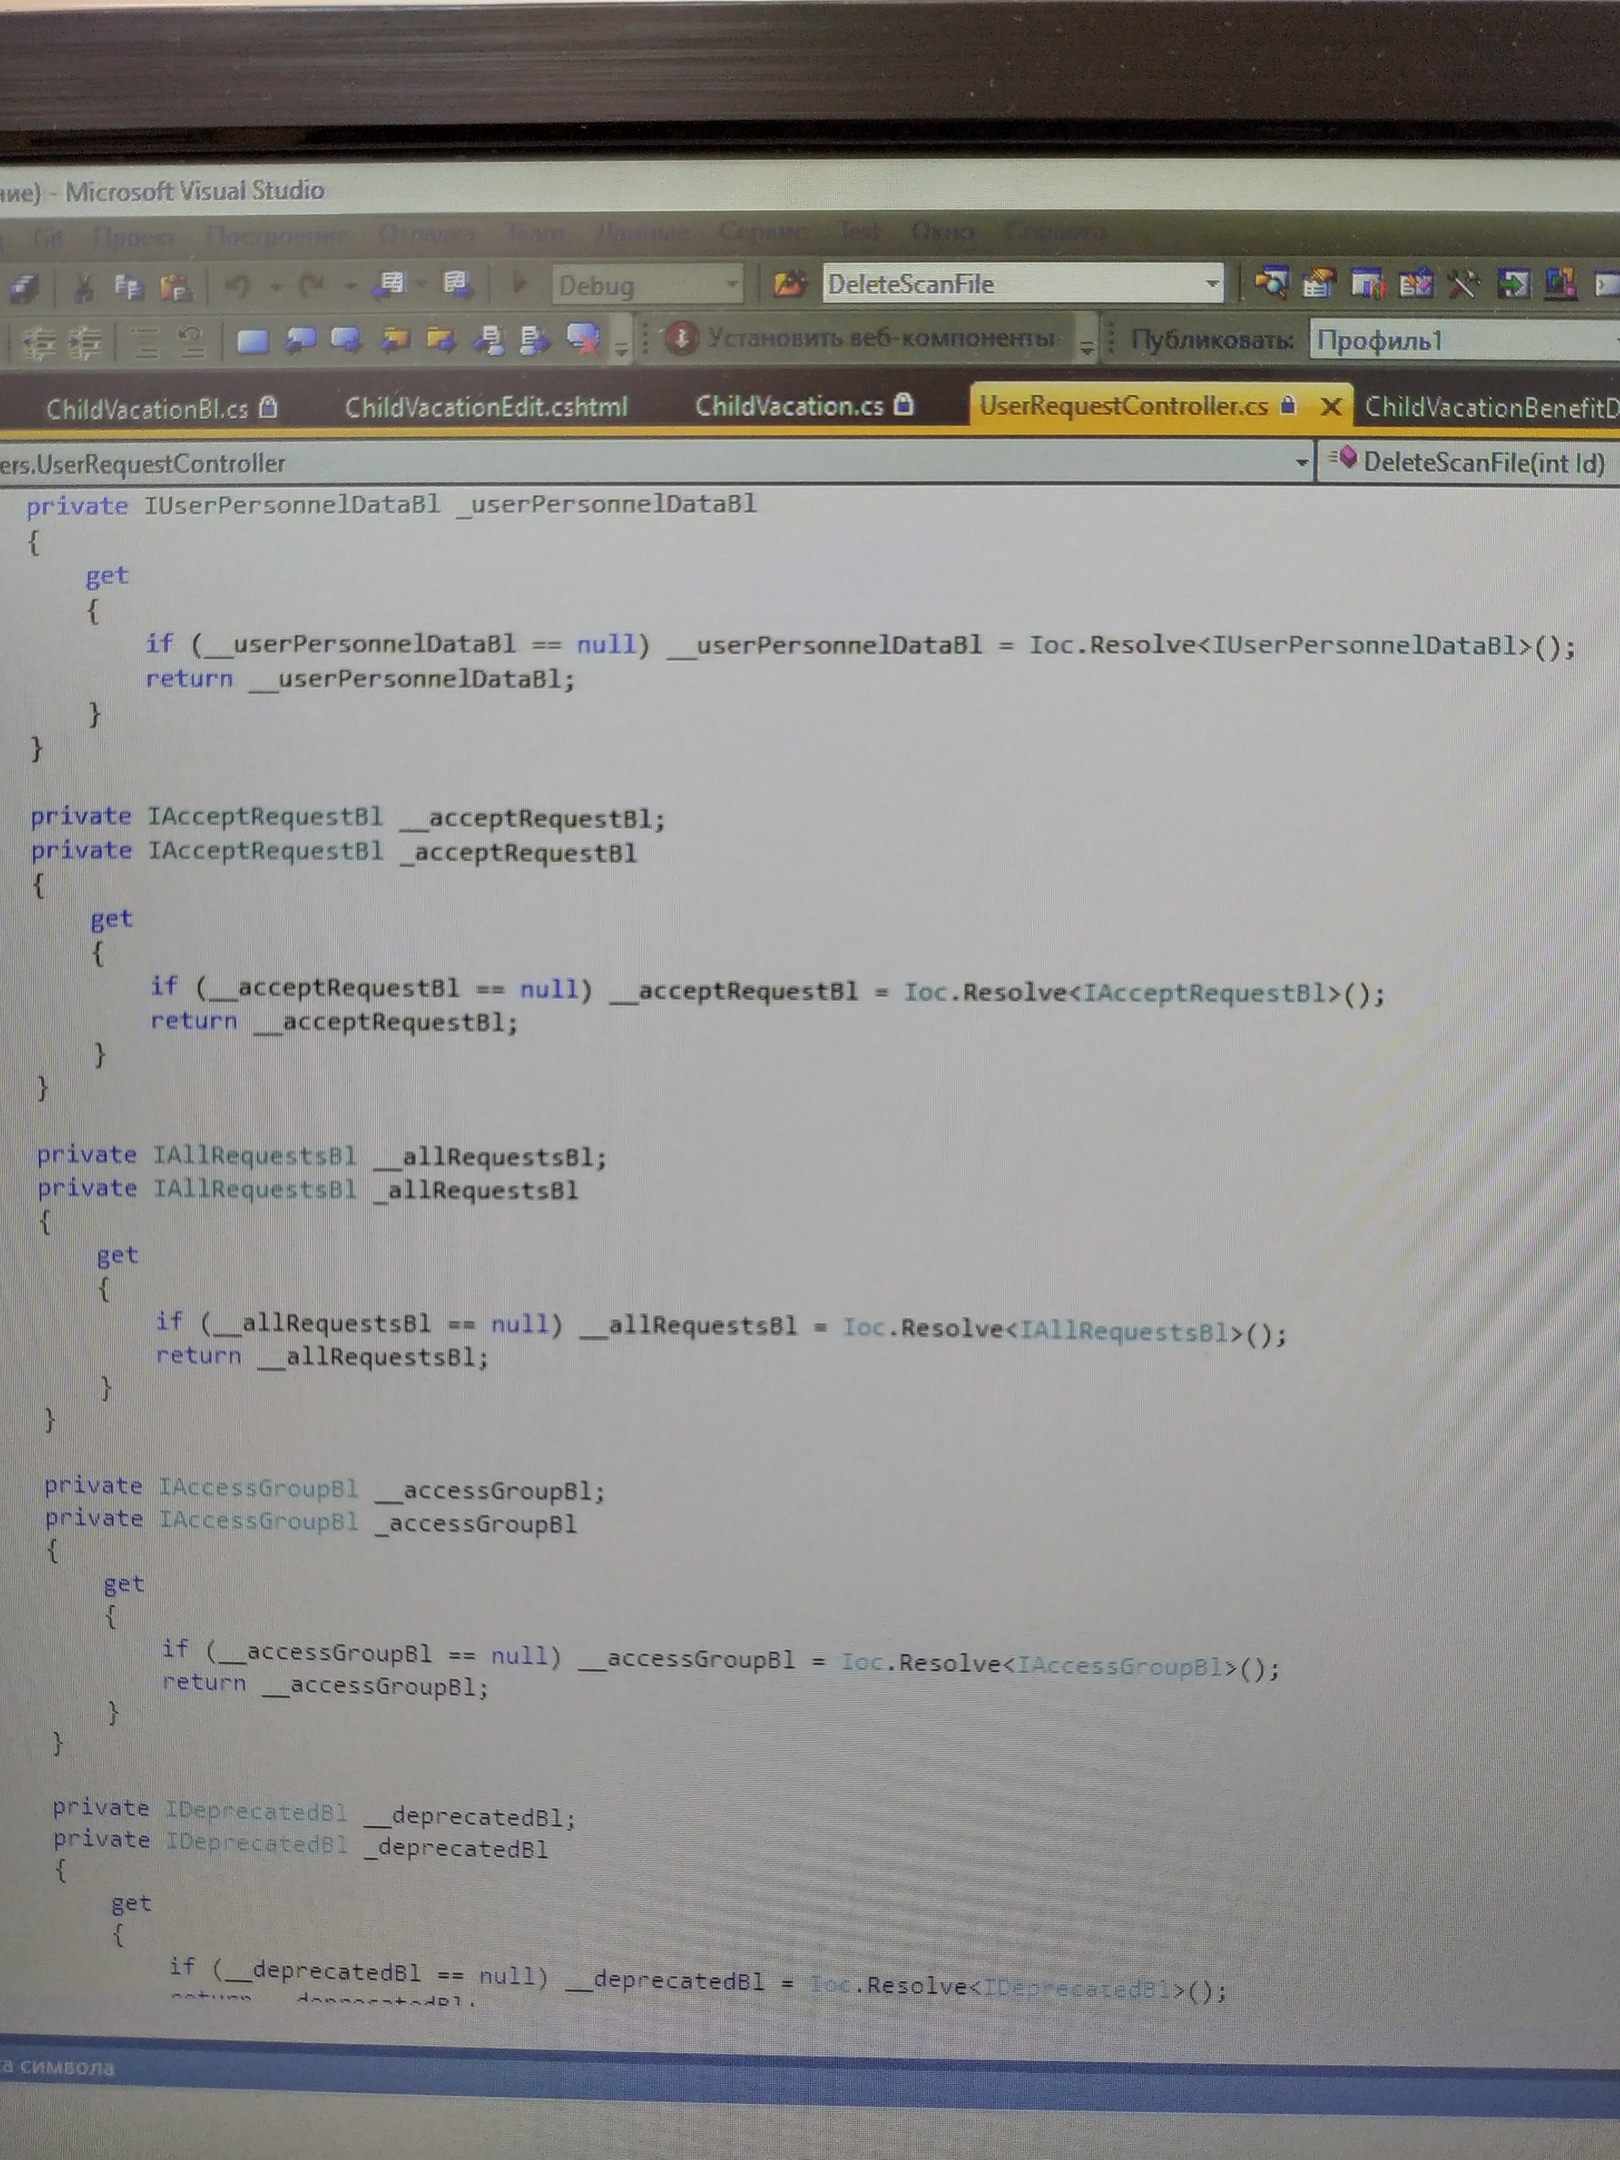 ние) - Microsoft Visual Studio
Git Проект Построение Отладка Team Данные Сервис Test Окно Справка
Debug DeleteScanFile
Установить веб-компоненты Публиковать: Профиль1
ChildVacationBl.cs ChildVacationEdit.cshtml ChildVacation.cs UserRequestController.cs X ChildVacationBenefitD
ers.UserRequestController DeleteScanFile(int Id)
private IUserPersonnelDataBl _userPersonnelDataBl
{
get
{
if (__userPersonnelDataBl == null) __userPersonnelDataBl = Ioc.Resolve<IUserPersonnelDataBl>();
return __userPersonnelDataBl;
}
}
private IAcceptRequestBl __acceptRequestBl;
private IAcceptRequestBl _acceptRequestBl
{
get
{
if (__acceptRequestBl == null) __acceptRequestBl = Ioc.Resolve<IAcceptRequestBl>();
return __acceptRequestBl;
}
}
private IAllRequestsBl __allRequestsBl;
private IAllRequestsBl _allRequestsBl
{
get
{
if (__allRequestsBl == null) __allRequestsBl = Ioc.Resolve<IAllRequestsBl>();
return __allRequestsBl;
}
}
private IAccessGroupBl __accessGroupBl;
private IAccessGroupBl _accessGroupBl
{
get
{
if (__accessGroupBl == null) __accessGroupBl = Ioc.Resolve<IAccessGroupBl>();
return __accessGroupBl;
}
}
private IDeprecatedBl __deprecatedBl;
private IDeprecatedBl _deprecatedBl
{
get
{
if (__deprecatedBl == null) __deprecatedBl = Ioc.Resolve<IDeprecatedBl>();
return __deprecatedBl;
а символа